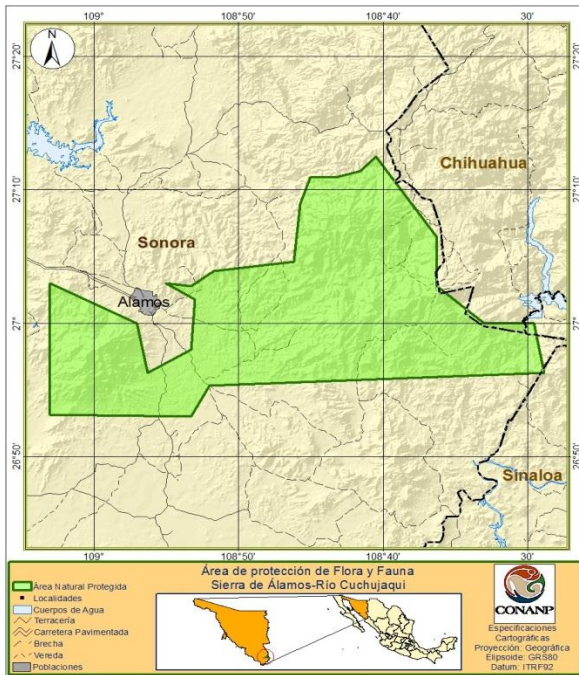 109°
108°50'
108°40'
30'
N
27°20'
27°20'
Chihuahua
27°10'
27°10'
Sonora
Álamos
27°
27°
26°50'
26°50'
Sinaloa
109°
108°50'
108°40'
30'
Área Natural Protegida
Localidades
Cuerpos de Agua
Terracería
Carretera Pavimentada
Brecha
Vereda
Poblaciones
Área de protección de Flora y Fauna
Sierra de Álamos-Río Cuchujaqui
CONANP
Especificaciones
Cartográficas
Proyección: Geográfica
Elipsoide: GRS80
Datum: ITRF92